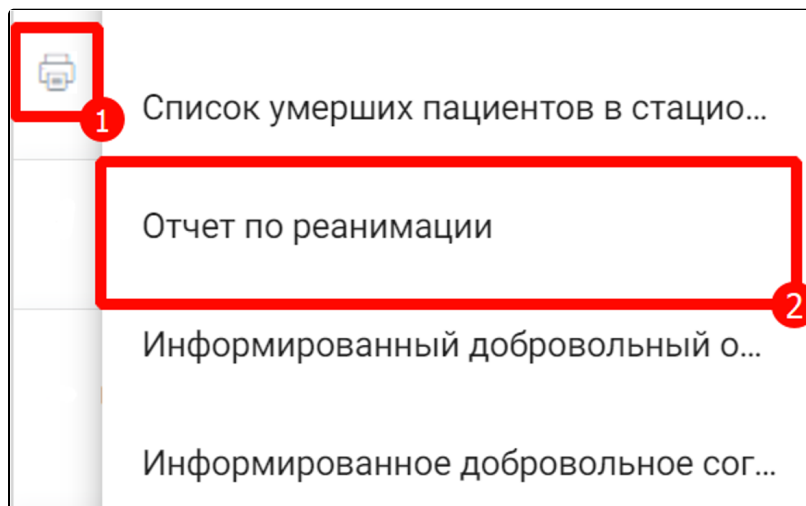 1
Список умерших пациентов в стацио...
Отчет по реанимации
2
Информированный добровольный о...
Информированное добровольное сог...